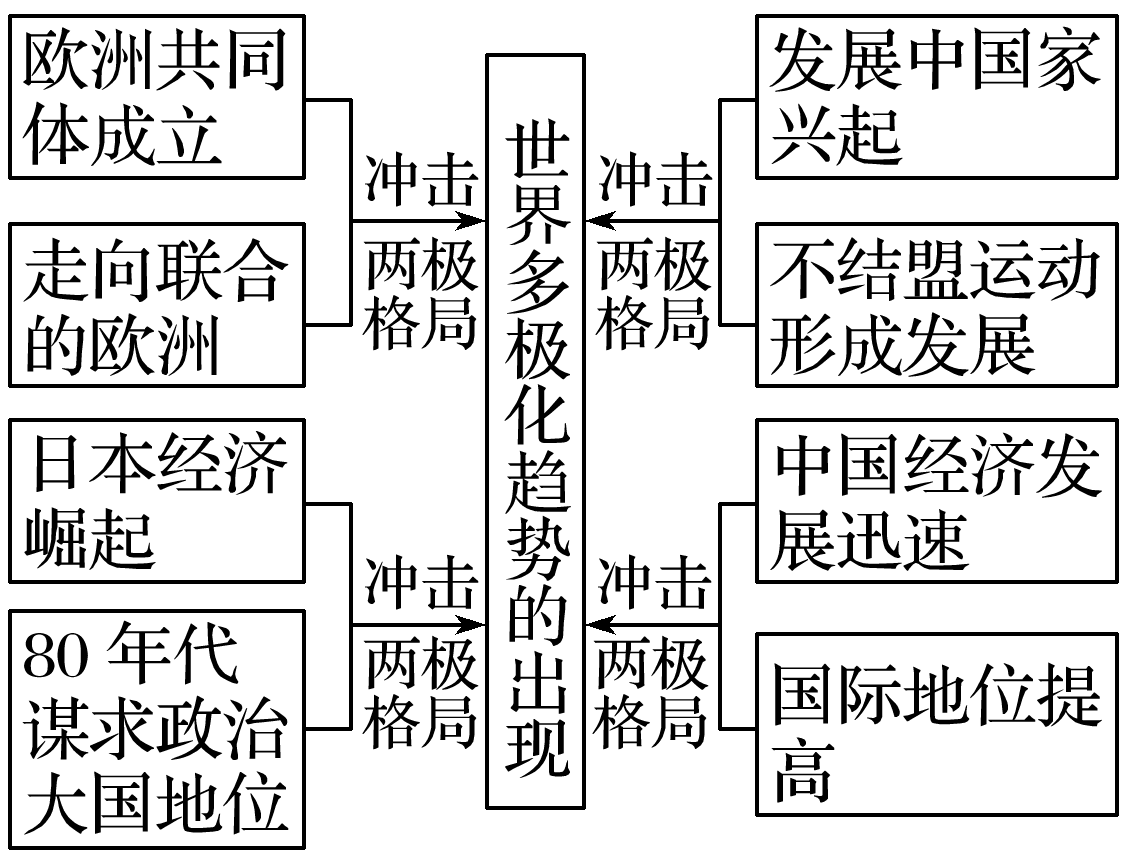 欧洲共同
体成立
走向联合
的欧洲
冲击
两极
格局
日本经济
崛起
80 年代
谋求政治
大国地位
冲击
两极
格局
世界多极化趋势的出现
发展中国家
兴起
不结盟运动
形成发展
冲击
两极
格局
中国经济发
展迅速
国际地位提
高
冲击
两极
格局